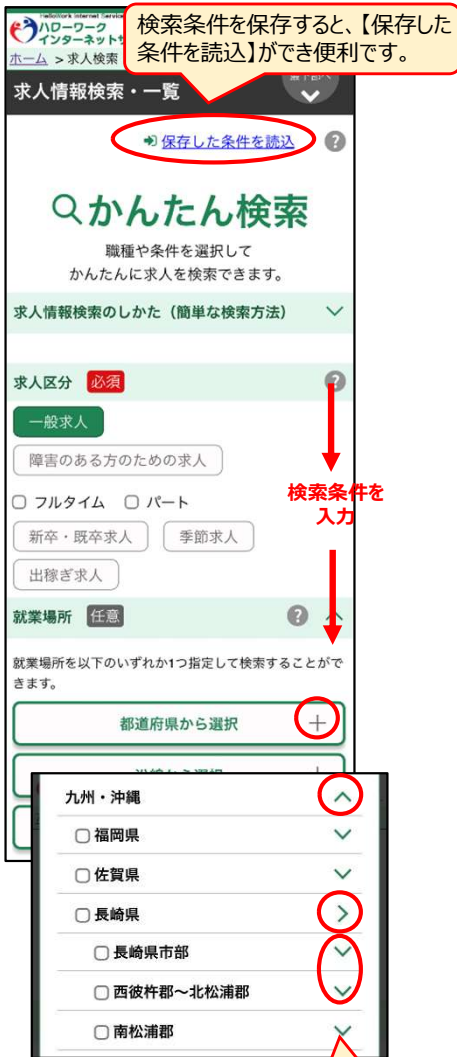 HelloWork Internet Service
ハローワーク
インターネットサ
ホーム > 求人検索
検索条件を保存すると、【保存した
条件を読込】ができ便利です。
求人情報検索・一覧
保存した条件を読込 ?
かんたん検索
職種や条件を選択して
かんたんに求人を検索できます。
求人情報検索のしかた（簡単な検索方法）
求人区分 必須 ?
一般求人
障害のある方のための求人
フルタイム パート
検索条件を
入力
新卒・既卒求人 季節求人
出稼ぎ求人
就業場所 任意 ?
就業場所を以下のいずれか1つ指定して検索することがで
きます。
都道府県から選択
九州・沖縄
福岡県
佐賀県
長崎県
長崎県市部
西彼杵郡～北松浦郡
南松浦郡